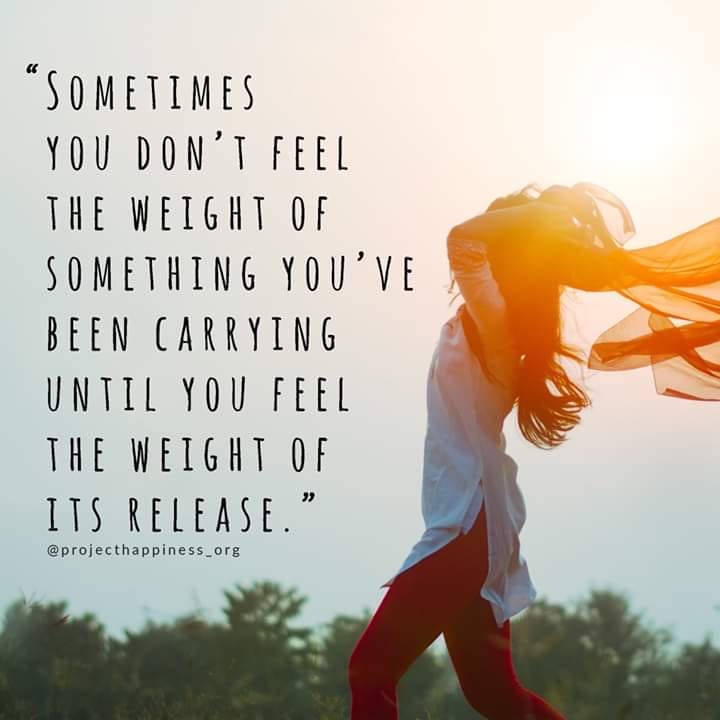 “SOMETIMES
YOU DON’T FEEL
THE WEIGHT OF
SOMETHING YOU’VE
BEEN CARRYING
UNTIL YOU FEEL
THE WEIGHT OF
ITS RELEASE.”
@projecthappiness_org